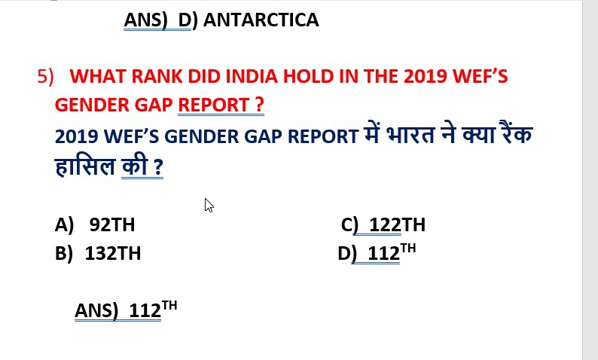 ANS) D) ANTARCTICA
5) WHAT RANK DID INDIA HOLD IN THE 2019 WEF’S
GENDER GAP REPORT ?
2019 WEF’S GENDER GAP REPORT में भारत ने क्या रैंक
हासिल की ?
A) 92TH C) 122TH
B) 132TH D) 112TH
ANS) 112TH